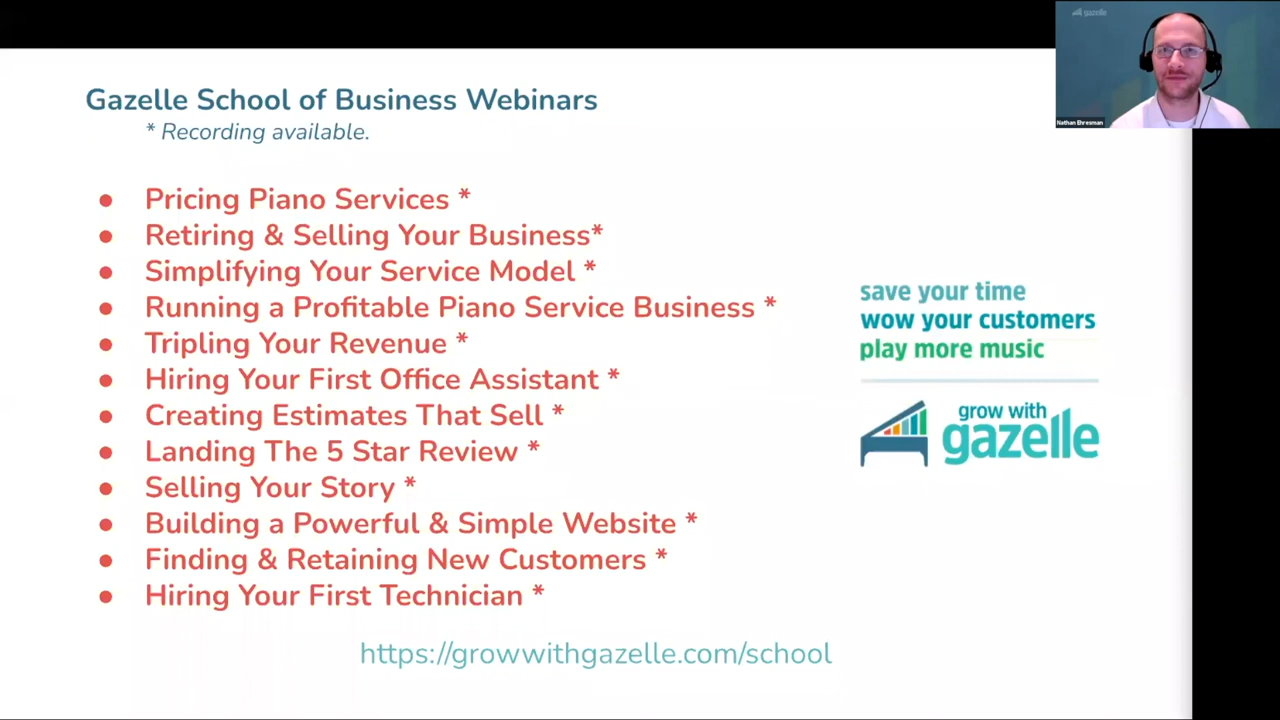 gazelle
Nathan Ehresman
Gazelle School of Business Webinars
* Recording available.
● Pricing Piano Services *
● Retiring & Selling Your Business*
● Simplifying Your Service Model *
● Running a Profitable Piano Service Business *
● Tripling Your Revenue *
● Hiring Your First Office Assistant *
● Creating Estimates That Sell *
● Landing The 5 Star Review *
● Selling Your Story *
● Building a Powerful & Simple Website *
● Finding & Retaining New Customers *
● Hiring Your First Technician *
save your time
wow your customers
play more music
grow with
gazelle
https://growwithgazelle.com/school